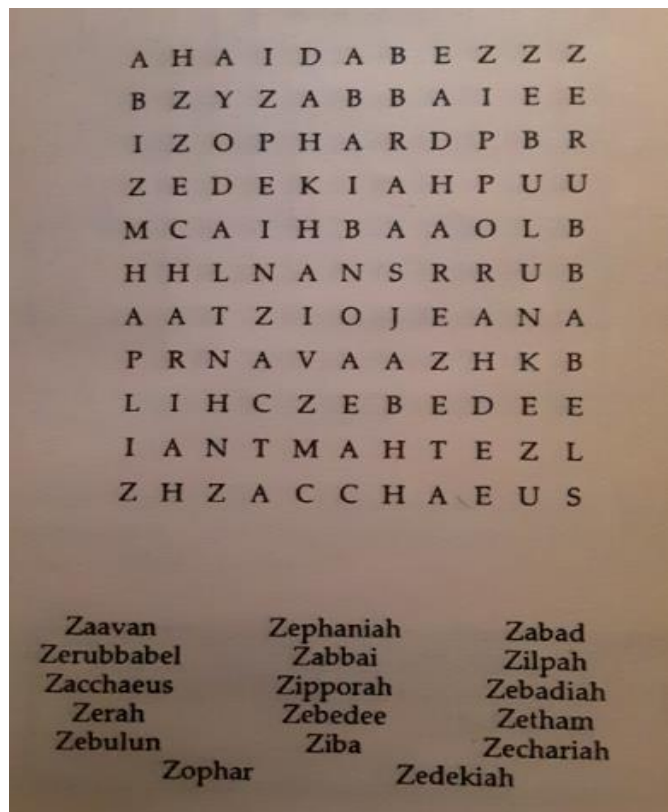 A H A I D A B E Z Z Z
B Z Y Z A B B A I E E
I Z O P H A R D P B R
Z E D E K I A H P U U
M C A I H B A A O L B
H H L N A N S R R U B
A A T Z I O J E A N A
P R N A V A A Z H K B
L I H C Z E B E D E E
I A N T M A H T E Z L
Z H Z A C C H A E U S
Zaavan Zephaniah Zabad
Zerubbabel Zabbai Zilpah
Zacchaeus Zipporah Zebadiah
Zerah Zebedee Zetham
Zebulun Ziba Zechariah
Zophar Zedekiah